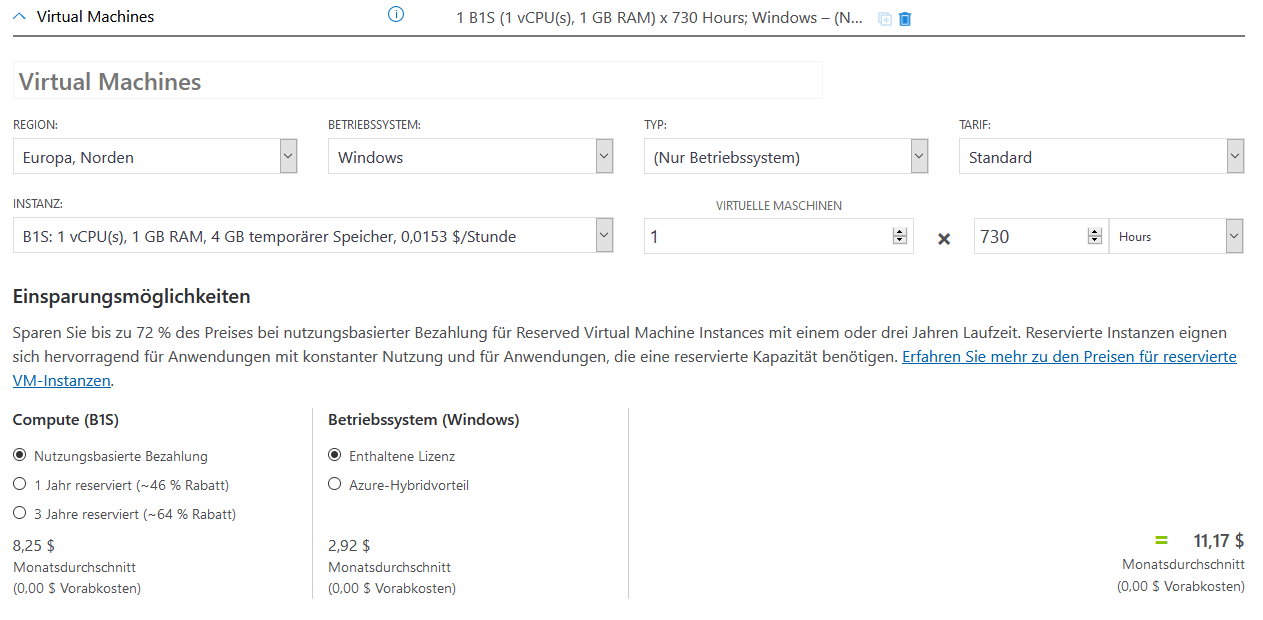 Virtual Machines
1 B1S (1 vCPU(s), 1 GB RAM) x 730 Hours; Windows – (N...
Virtual Machines
REGION:
BETRIEBSSYSTEM:
TYP:
TARIF:
Europa, Norden
Windows
(Nur Betriebssystem)
Standard
INSTANZ:
VIRTUELLE MASCHINEN
B1S: 1 vCPU(s), 1 GB RAM, 4 GB temporärer Speicher, 0,0153 $/Stunde
1
730
Hours
Einsparungsmöglichkeiten
Sparen Sie bis zu 72 % des Preises bei nutzungsbasierter Bezahlung für Reserved Virtual Machine Instances mit einem oder drei Jahren Laufzeit. Reservierte Instanzen eignen
sich hervorragend für Anwendungen mit konstanter Nutzung und für Anwendungen, die eine reservierte Kapazität benötigen. Erfahren Sie mehr zu den Preisen für reservierte
VM-Instanzen.
Compute (B1S)
Nutzungsbasierte Bezahlung
1 Jahr reserviert (~46 % Rabatt)
3 Jahre reserviert (~64 % Rabatt)
8,25 $
Monatsdurchschnitt
(0,00 $ Vorabkosten)
Betriebssystem (Windows)
Enthaltene Lizenz
Azure-Hybridvorteil
2,92 $
Monatsdurchschnitt
(0,00 $ Vorabkosten)
= 11,17 $
Monatsdurchschnitt
(0,00 $ Vorabkosten)